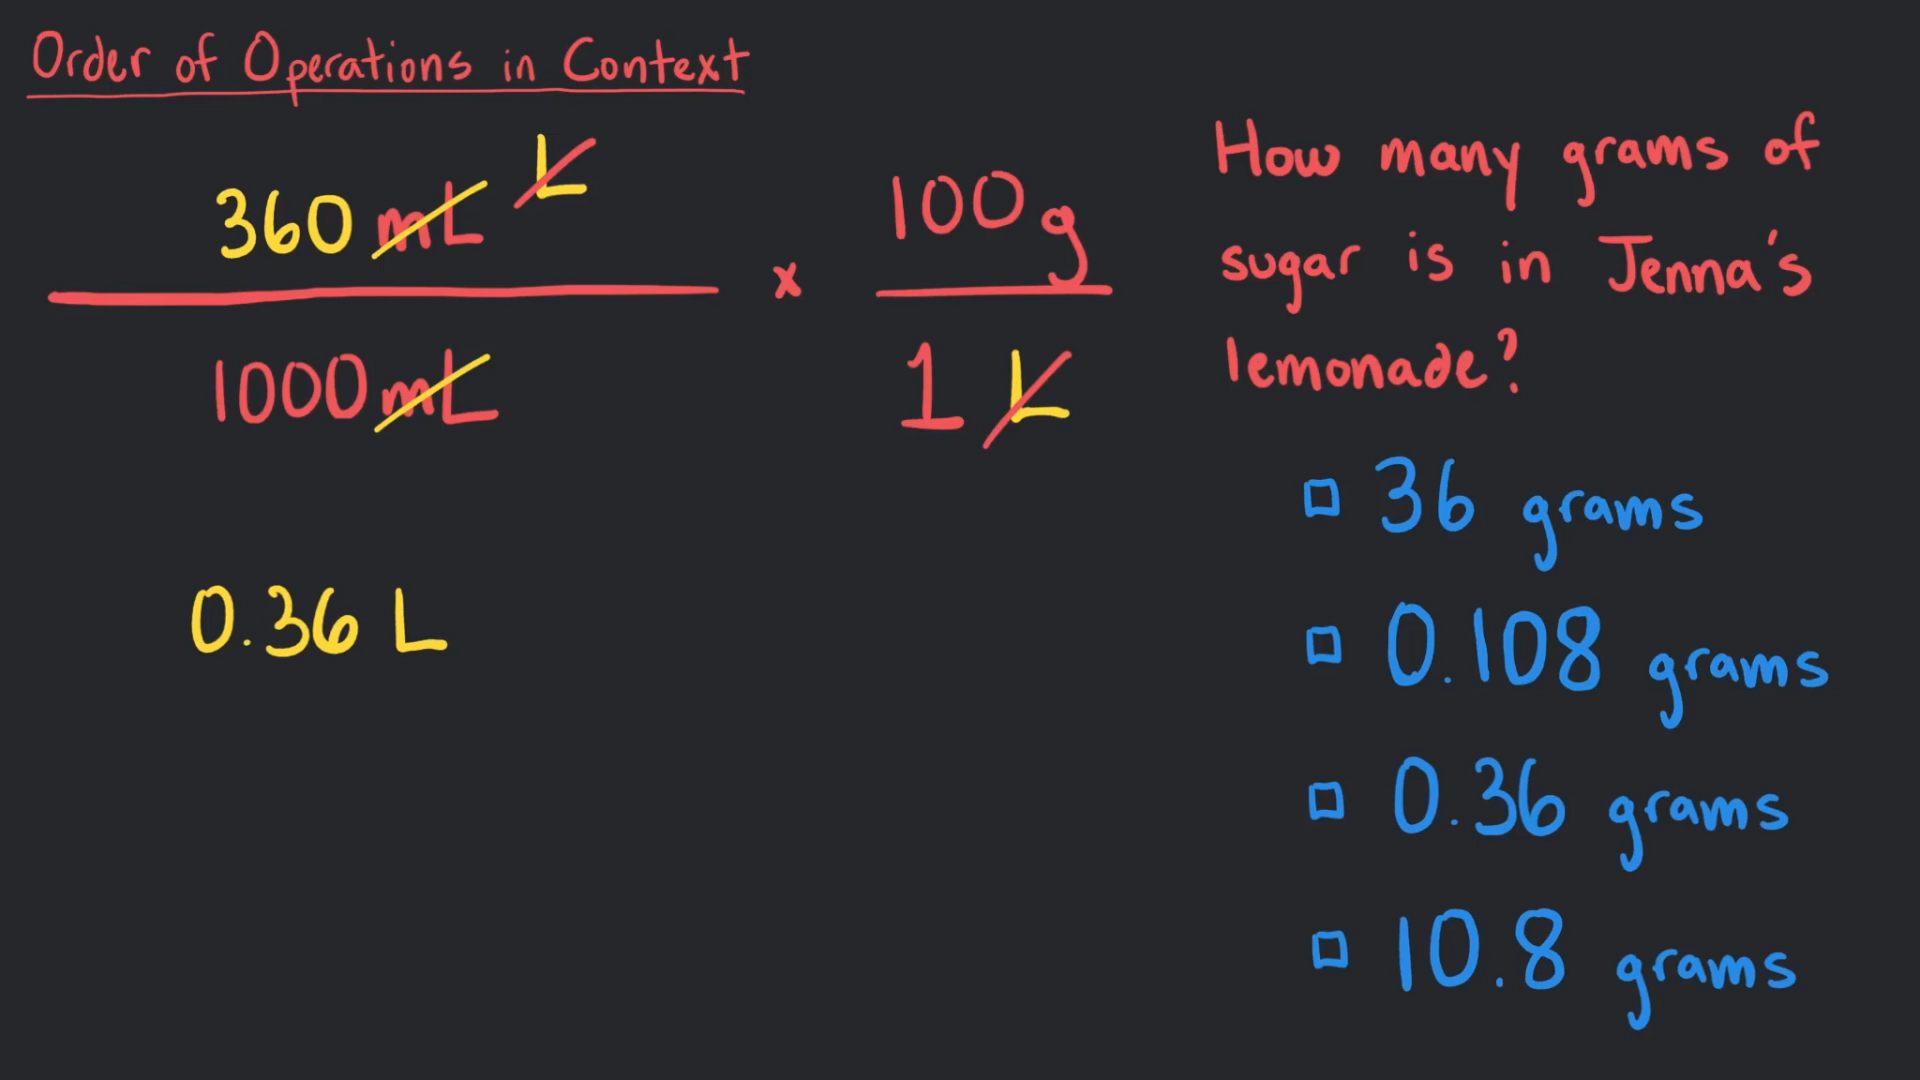 Order of Operations in Context
360 mL L
1000 mL
x
100 g
1 L
How many grams of
sugar is in Jenna's
lemonade?
36 grams
0.108 grams
0.36 grams
10.8 grams
0.36 L